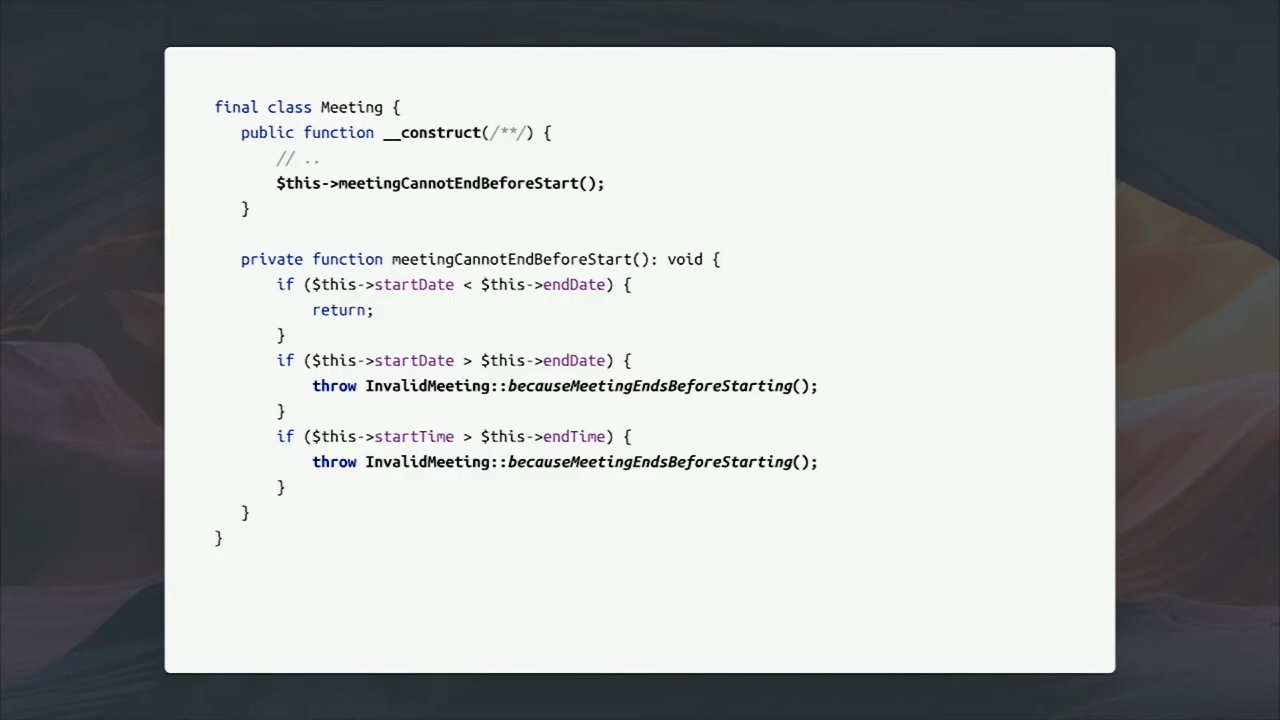 final class Meeting {
public function __construct(/**/) {
// ..
$this->meetingCannotEndBeforeStart();
}
private function meetingCannotEndBeforeStart(): void {
if ($this->startDate < $this->endDate) {
return;
}
if ($this->startDate > $this->endDate) {
throw InvalidMeeting::becauseMeetingEndsBeforeStarting();
}
if ($this->startTime > $this->endTime) {
throw InvalidMeeting::becauseMeetingEndsBeforeStarting();
}
}
}